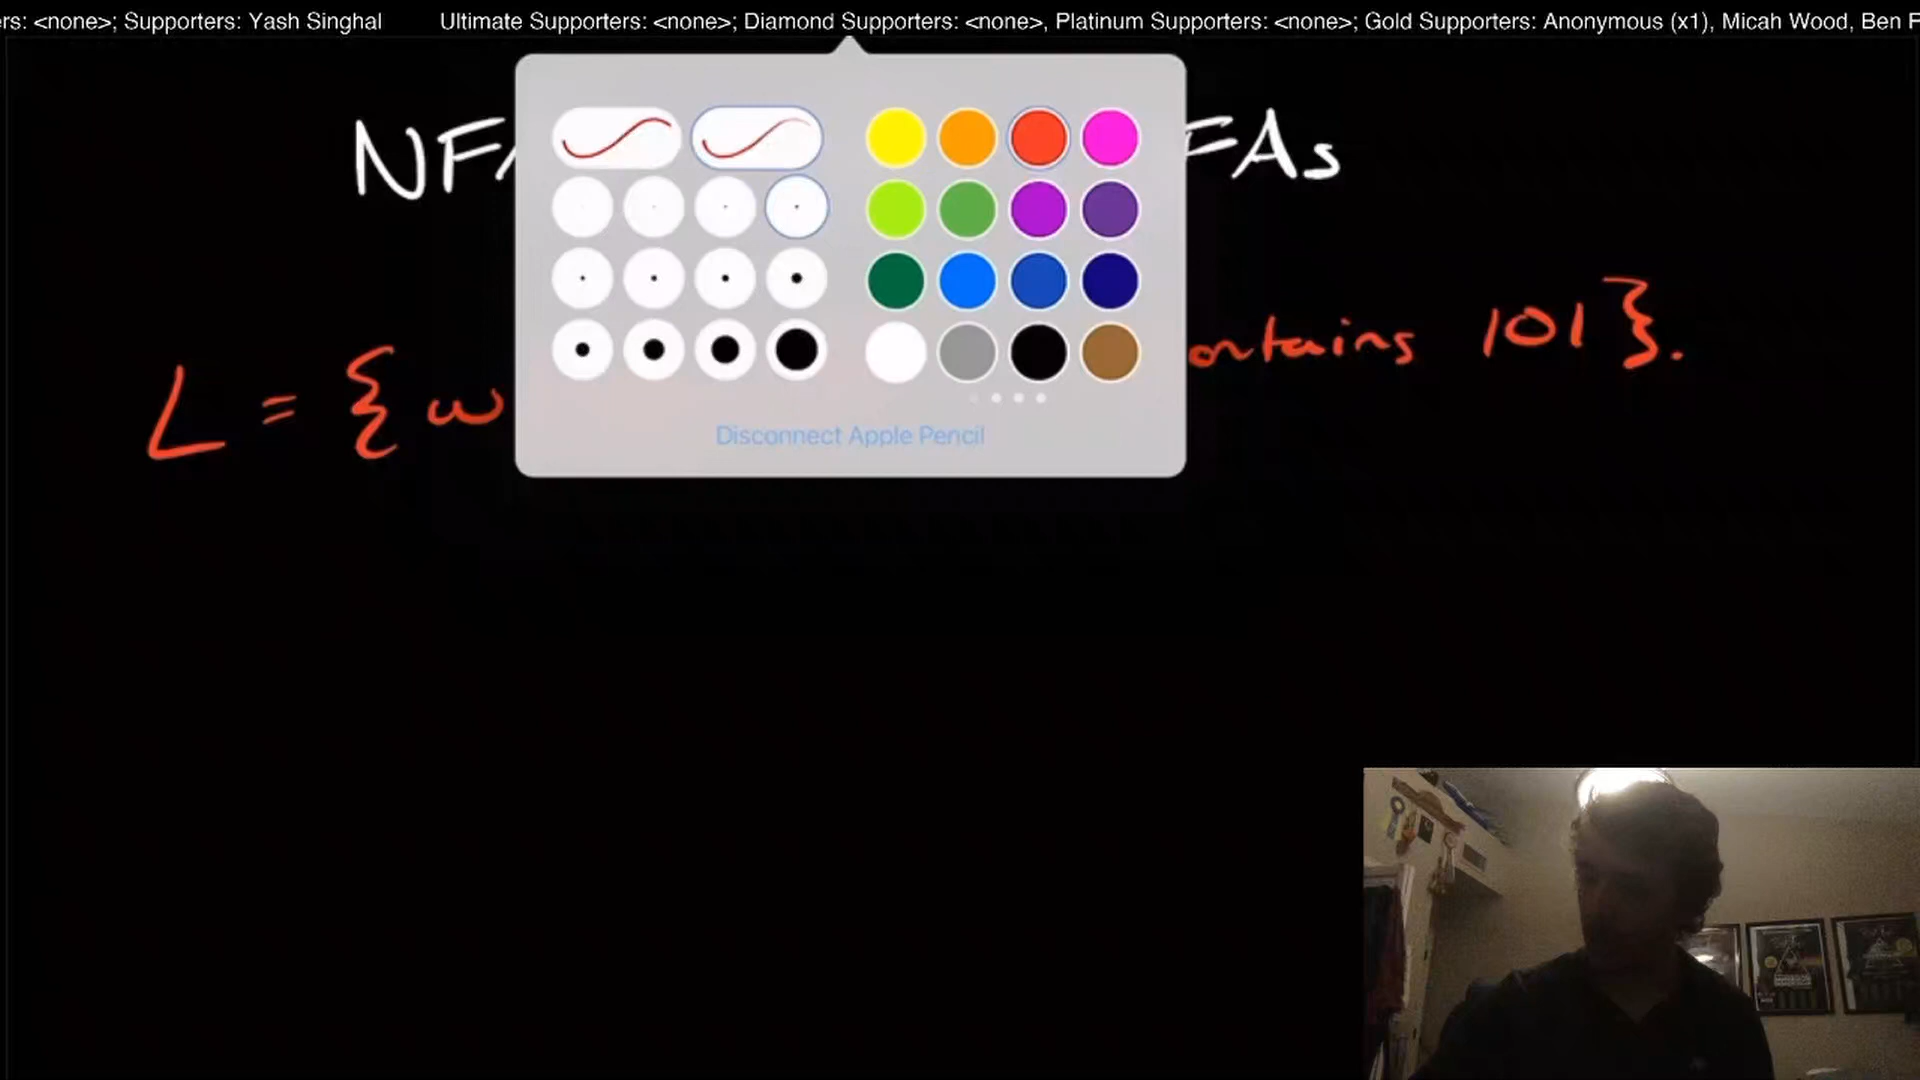 rs: <none>; Supporters: Yash Singhal Ultimate Supporters: <none>; Diamond Supporters: <none>, Platinum Supporters: <none>; Gold Supporters: Anonymous (x1), Micah Wood, Ben F
NFA FAs
L = { w ontains 101 }.
Disconnect Apple Pencil